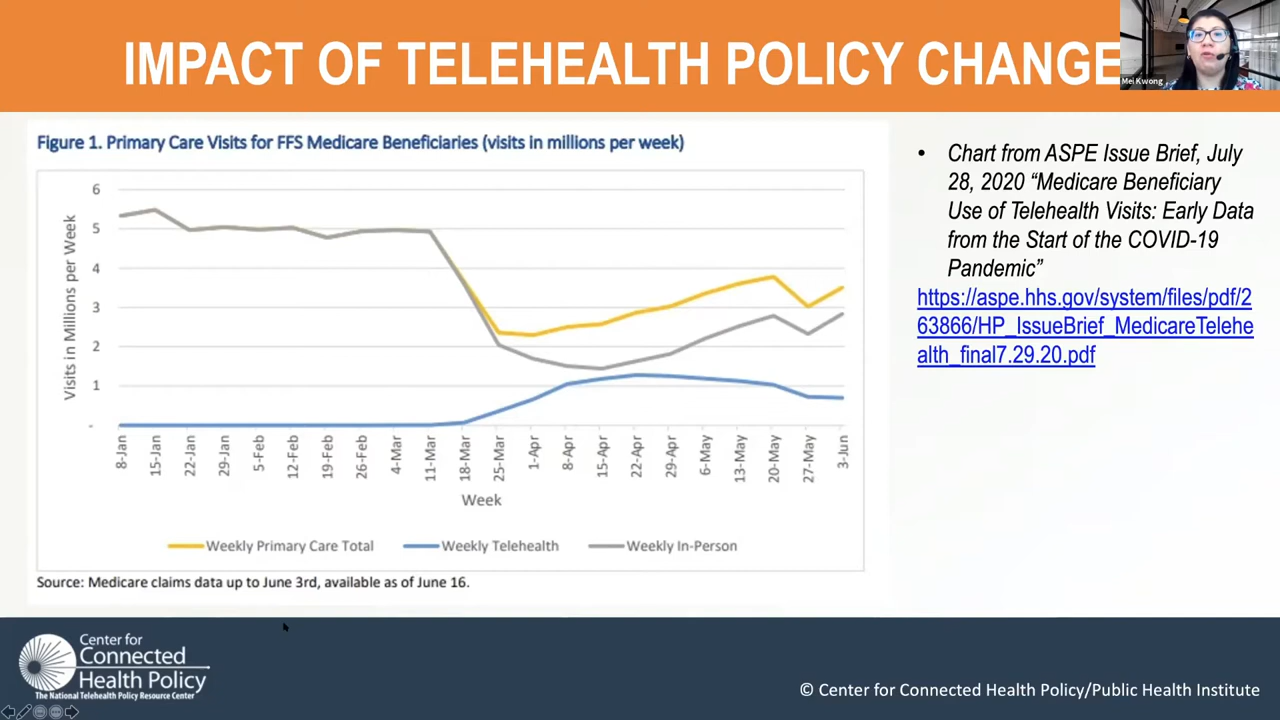 IMPACT OF TELEHEALTH POLICY CHANGE
Mei Kwong
Figure 1. Primary Care Visits for FFS Medicare Beneficiaries (visits in millions per week)
Visits in Millions per Week
6
5
4
3
2
1
-
8-Jan
15-Jan
22-Jan
29-Jan
5-Feb
12-Feb
19-Feb
26-Feb
4-Mar
11-Mar
18-Mar
25-Mar
1-Apr
8-Apr
15-Apr
22-Apr
29-Apr
6-May
13-May
20-May
27-May
3-Jun
Week
Weekly Primary Care Total
Weekly Telehealth
Weekly In-Person
Source: Medicare claims data up to June 3rd, available as of June 16.
• Chart from ASPE Issue Brief, July
28, 2020 “Medicare Beneficiary
Use of Telehealth Visits: Early Data
from the Start of the COVID-19
Pandemic”
https://aspe.hhs.gov/system/files/pdf/2
63866/HP_IssueBrief_MedicareTelehe
alth_final7.29.20.pdf
Center for
Connected
Health Policy
The National Telehealth Policy Resource Center
© Center for Connected Health Policy/Public Health Institute